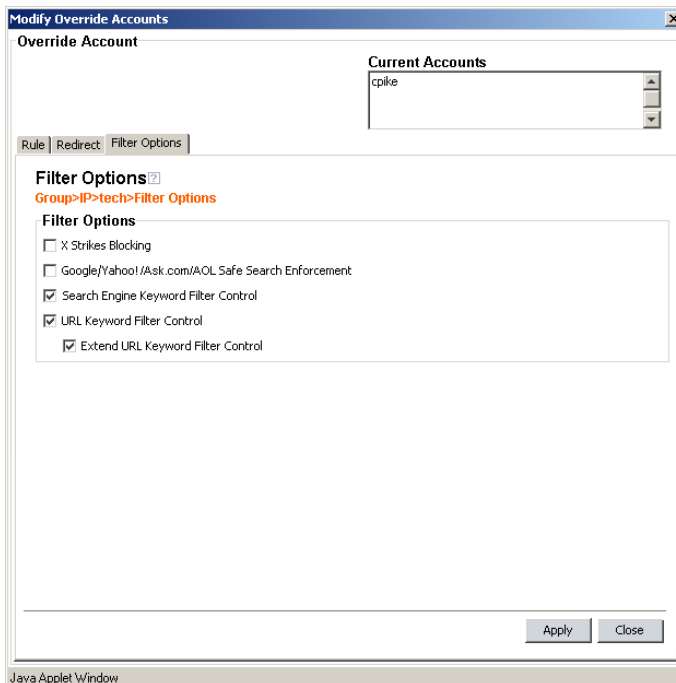 Modify Override Accounts
Override Account
Current Accounts
cpike
Rule Redirect Filter Options
Filter Options ?
Group>IP>tech>Filter Options
Filter Options
X Strikes Blocking
Google/Yahoo!/Ask.com/AOL Safe Search Enforcement
Search Engine Keyword Filter Control
URL Keyword Filter Control
Extend URL Keyword Filter Control
Apply Close
Java Applet Window